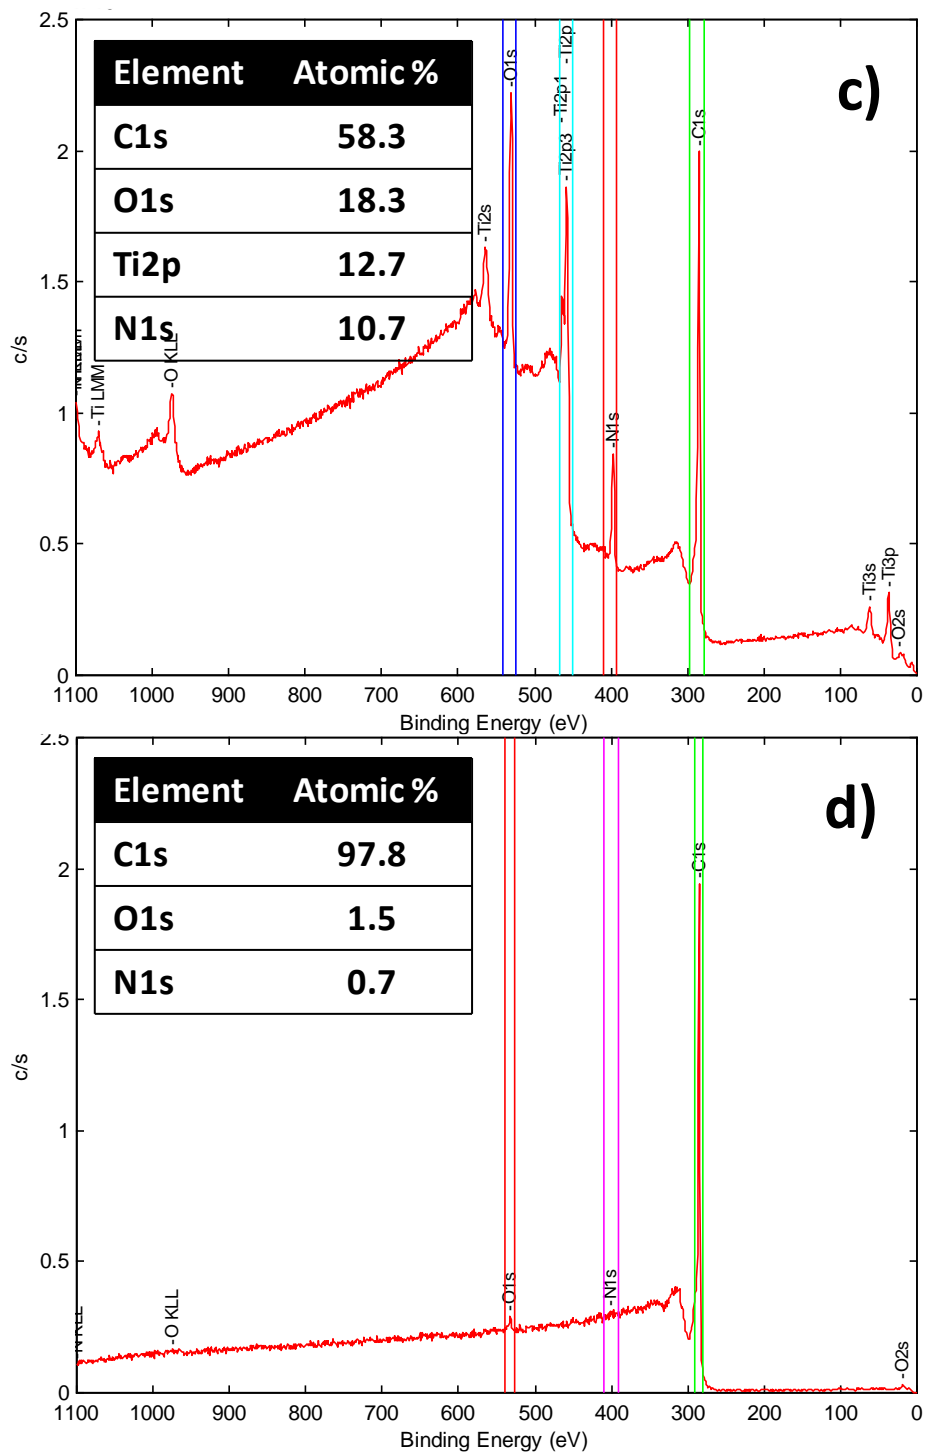 c)
Element Atomic %
C1s 58.3
O1s 18.3
Ti2p 12.7
N1s 10.7
c/s
2.5
2
1.5
1
0.5
0
-Ti LMM
-O KLL
-Ti2s
-O1s
-Ti2p1
-Ti2p
-Ti2p3
-N1s
-C1s
-Ti3s
-Ti3p
-O2s
1100 1000 900 800 700 600 500 400 300 200 100 0
Binding Energy (eV)
d)
Element Atomic %
C1s 97.8
O1s 1.5
N1s 0.7
c/s
2.5
2
1.5
1
0.5
0
-N KLL
-O KLL
-O1s
-N1s
-C1s
-O2s
1100 1000 900 800 700 600 500 400 300 200 100 0
Binding Energy (eV)